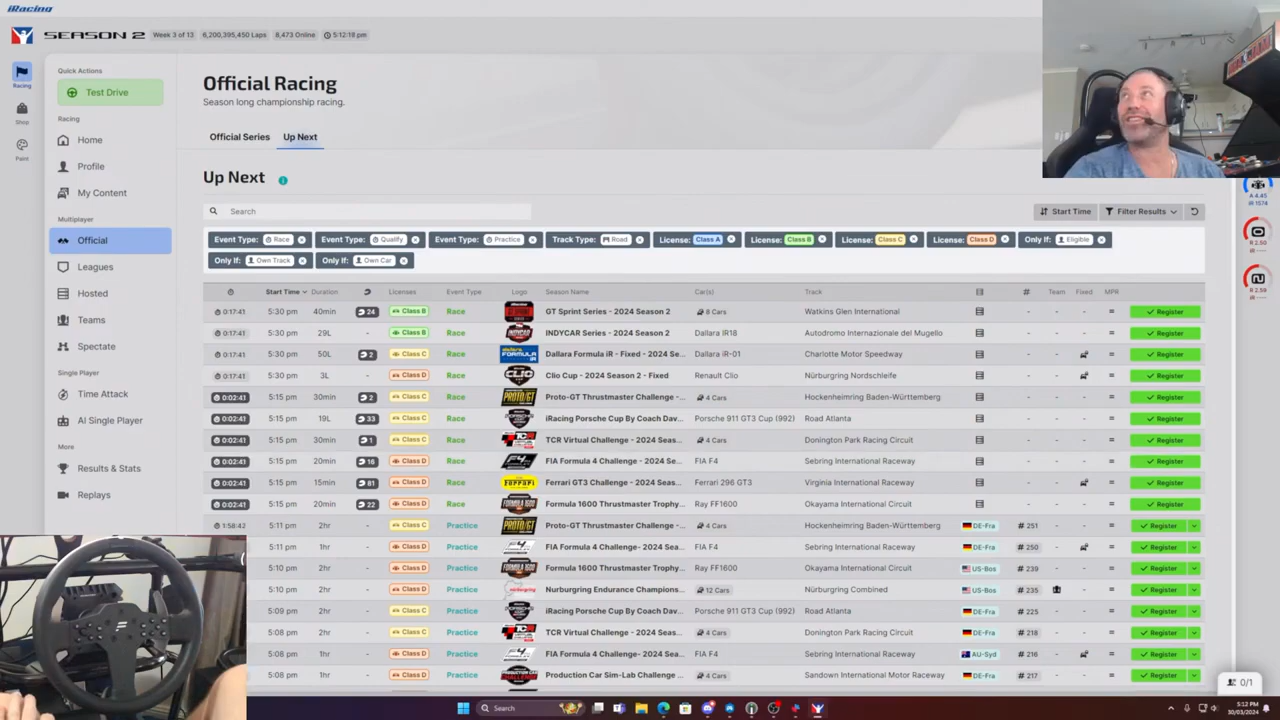 iRacing
SEASON 2 Week 3 of 13 6,200,395,450 Laps 8,473 Online 5:12:19 pm
Racing
Shop
Paint
Quick Actions
Test Drive
Racing
Home
Profile
My Content
Multiplayer
Official
Leagues
Hosted
Teams
Spectate
Single Player
Time Attack
AI Single Player
More
Results & Stats
Replays
Official Racing
Season long championship racing.
Official Series Up Next
Up Next
Search Start Time Filter Results
Event Type: Race Event Type: Qualify Event Type: Practice Track Type: Road License: Class A License: Class B License: Class C License: Class D Only If: Eligible
Only If: Own Track Only If: Own Car
Start Time Duration Licenses Event Type Logo Season Name Car(s) Track # Team Fixed MPR
0:17:41 5:30 pm 40min 24 Class B Race GT Sprint Series - 2024 Season 2 8 Cars Watkins Glen International - - - = Register
0:17:41 5:30 pm 29L - Class B Race INDYCAR Series - 2024 Season 2 Dallara IR18 Autodromo Internazionale del Mugello - - - = Register
0:17:41 5:30 pm 50L 2 Class C Race Dallara Formula iR - Fixed - 2024 Se... Dallara iR-01 Charlotte Motor Speedway - - = Register
0:17:41 5:30 pm 3L - Class D Race Clio Cup - 2024 Season 2 - Fixed Renault Clio Nürburgring Nordschleife - - = Register
0:02:41 5:15 pm 30min 2 Class C Race Proto-GT Thrustmaster Challenge -... 4 Cars Hockenheimring Baden-Württemberg - - - = Register
0:02:41 5:15 pm 19L 33 Class C Race iRacing Porsche Cup By Coach Dav... Porsche 911 GT3 Cup (992) Road Atlanta - - - = Register
0:02:41 5:15 pm 30min 1 Class D Race TCR Virtual Challenge - 2024 Seas... 4 Cars Donington Park Racing Circuit - - - = Register
0:02:41 5:15 pm 20min 16 Class D Race FIA Formula 4 Challenge - 2024 Se... FIA F4 Sebring International Raceway - - - = Register
0:02:41 5:15 pm 15min 81 Class D Race Ferrari GT3 Challenge - 2024 Seas... Ferrari 296 GT3 Virginia International Raceway - - = Register
0:02:41 5:15 pm 20min 22 Class D Race Formula 1600 Thrustmaster Trophy... Ray FF1600 Okayama International Circuit - - - = Register
1:58:42 5:11 pm 2hr - Class C Practice Proto-GT Thrustmaster Challenge -... 4 Cars Hockenheimring Baden-Württemberg DE-Fra # 251 - - = Register
5:11 pm 1hr - Class D Practice FIA Formula 4 Challenge- 2024 Sea... FIA F4 Sebring International Raceway DE-Fra # 250 - = Register
5:10 pm 2hr - Class D Practice Formula 1600 Thrustmaster Trophy... Ray FF1600 Okayama International Circuit US-Bos # 239 - - = Register
5:10 pm 2hr - Class D Practice Nurburgring Endurance Champions... 12 Cars Nürburgring Combined US-Bos # 235 - = Register
5:09 pm 2hr - Class C Practice iRacing Porsche Cup By Coach Dav... Porsche 911 GT3 Cup (992) Road Atlanta DE-Fra # 225 - - = Register
5:08 pm 2hr - Class D Practice TCR Virtual Challenge - 2024 Seas... 4 Cars Donington Park Racing Circuit DE-Fra # 218 - - = Register
5:08 pm 1hr - Class D Practice FIA Formula 4 Challenge- 2024 Sea... FIA F4 Sebring International Raceway AU-Syd # 216 - = Register
5:08 pm 2hr - Class D Practice Production Car Sim-Lab Challenge ... 4 Cars Sandown International Motor Raceway DE-Fra # 217 - - = Register
A 4.45
iR 1574
R 2.50
R 2.59
0/1
Search
5:12 PM
30/03/2024